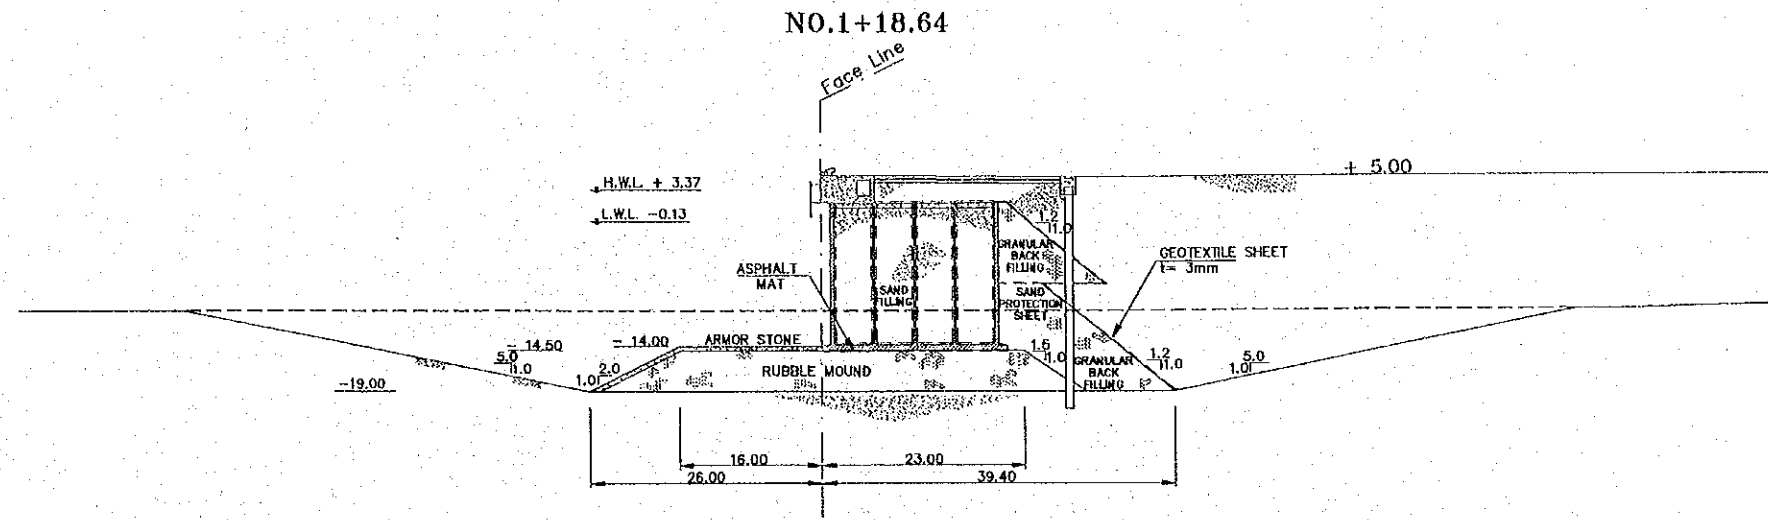 NO.1+18.64
Face Line
+ 5.00
H.W.L. + 3.37
L.W.L. -0.13
1.2
1.0
GRANULAR
BACK
FILLING
GEOTEXTILE SHEET
t= 3mm
ASPHALT
MAT
SAND
FILLING
SAND
PROTECTION
SHEET
-14.50
-14.00
ARMOR STONE
5.0
1.0
1.0
2.0
RUBBLE MOUND
1.5
1.0
GRANULAR
BACK
FILLING
1.2
1.0
5.0
1.0
-19.00
16.00
23.00
26.00
39.40